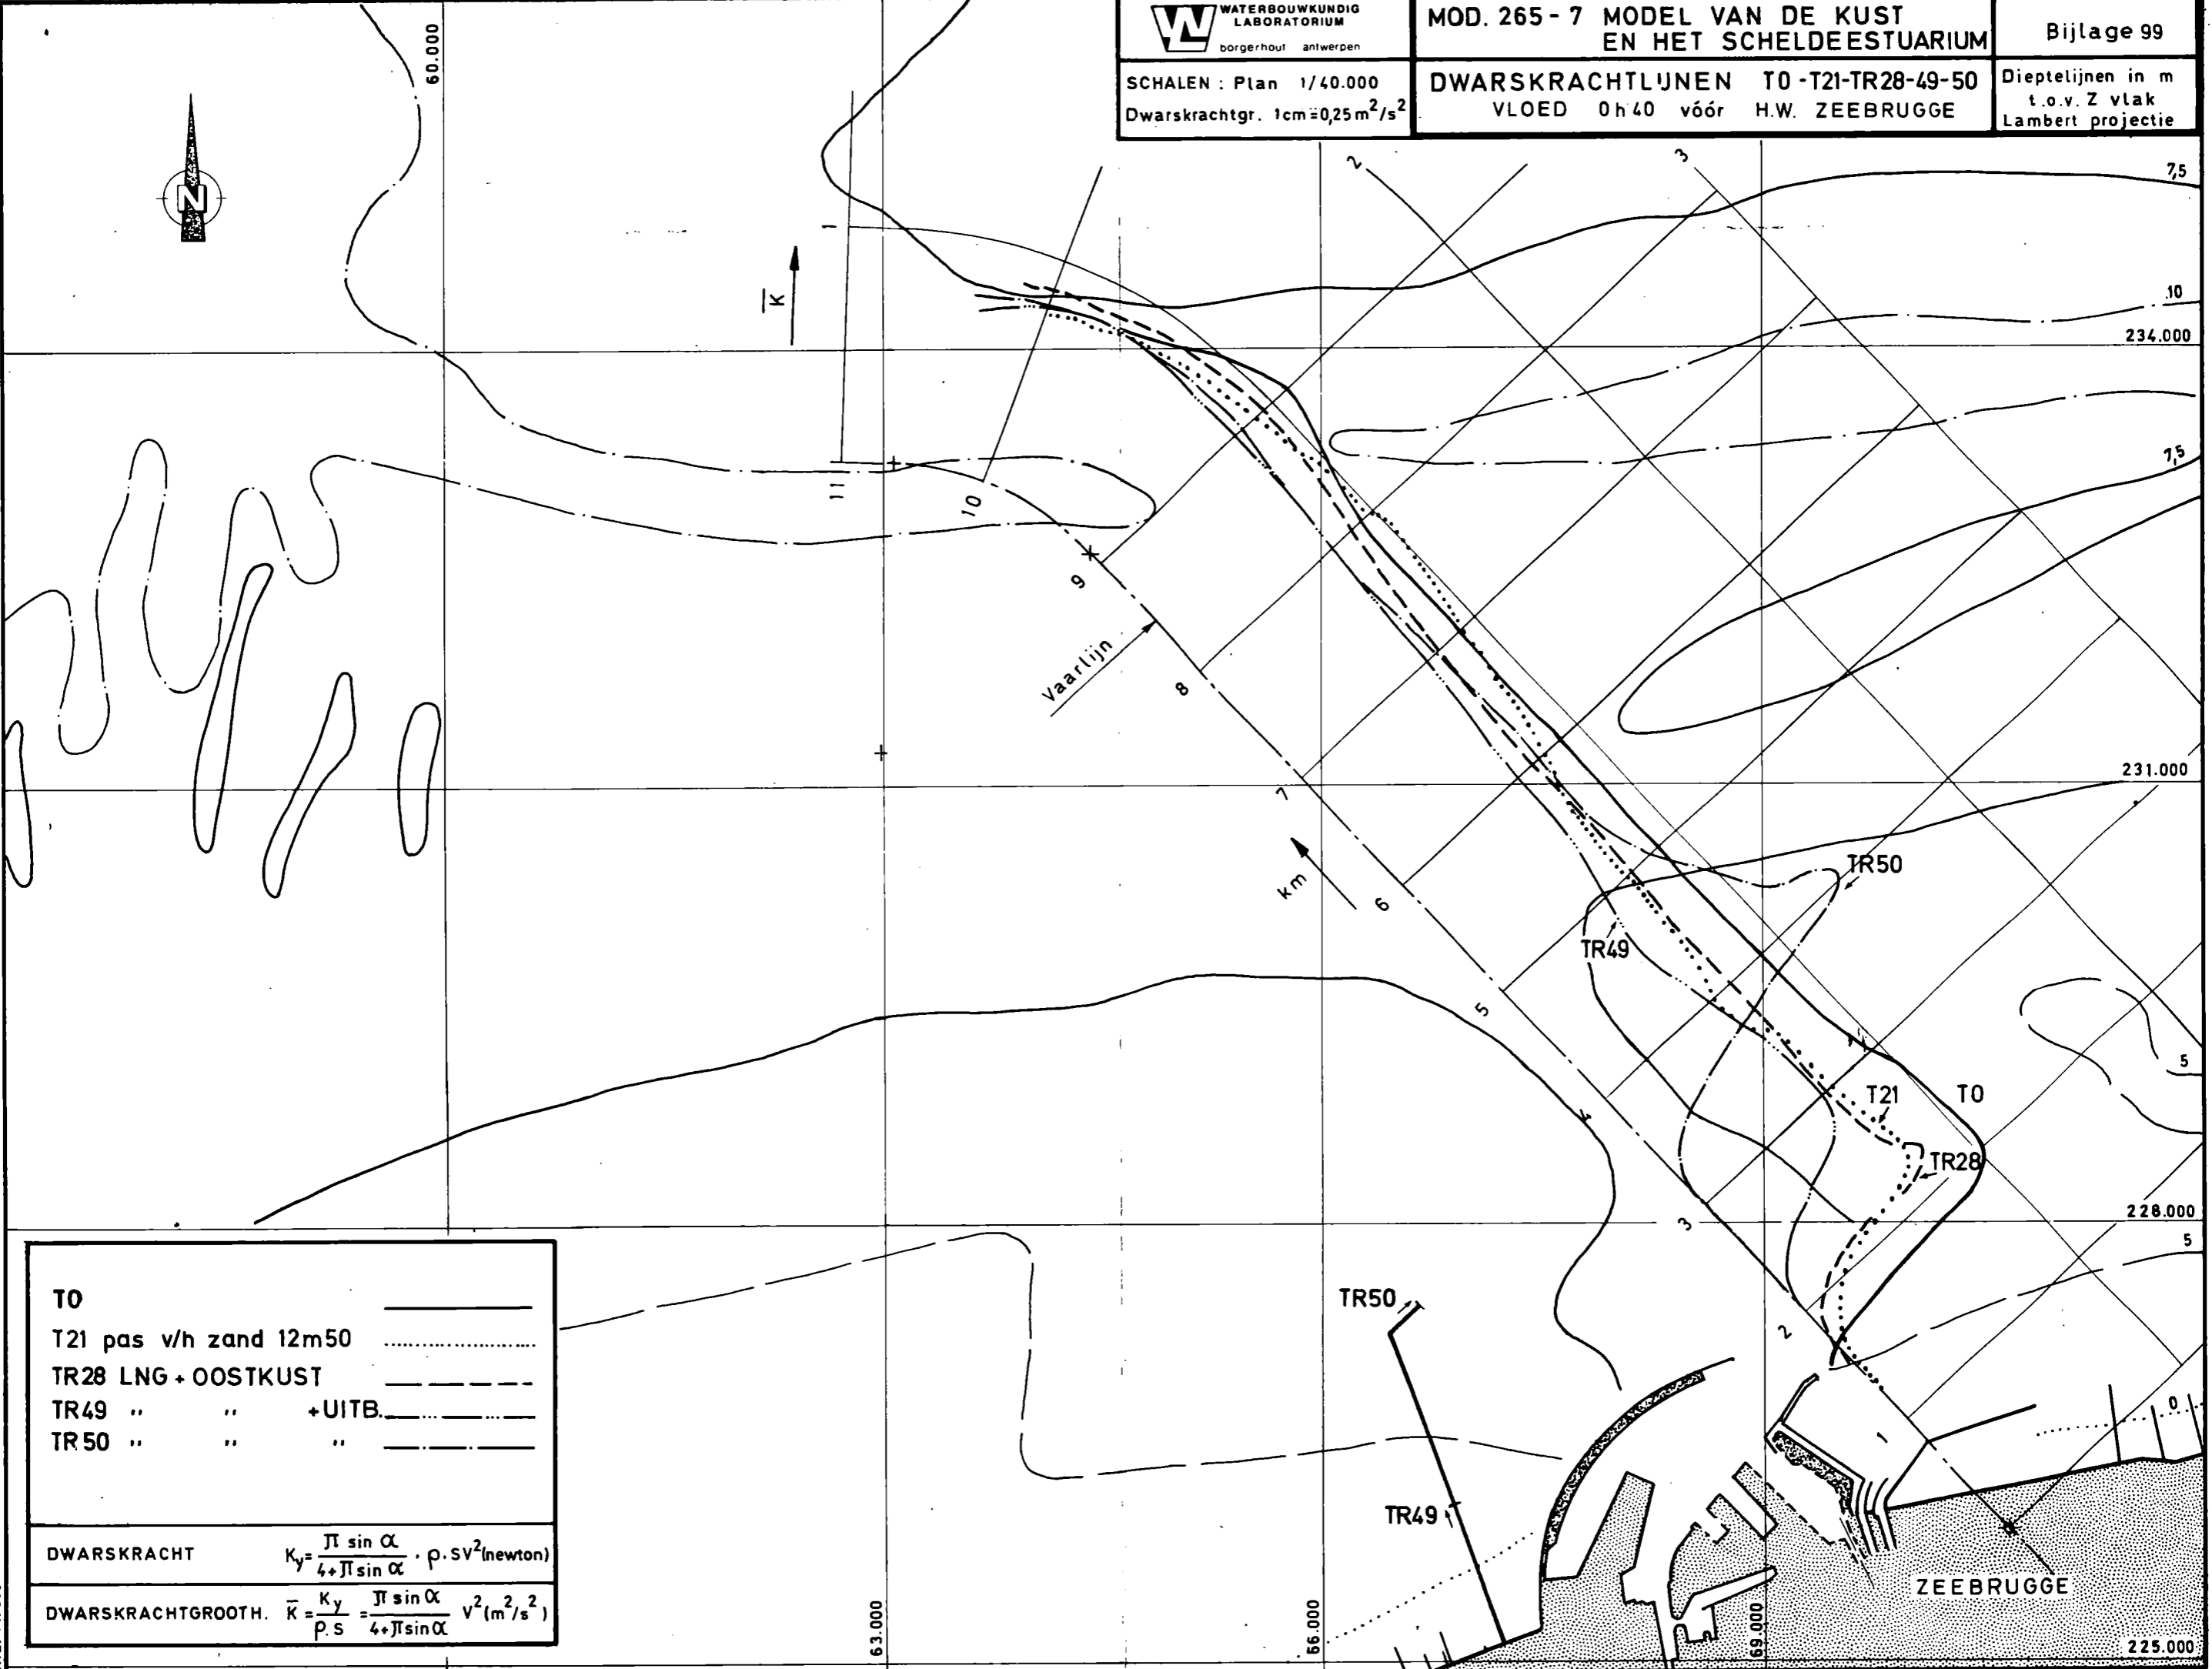 WATERBOUWKUNDIG
LABORATORIUM
borgerhout antwerpen
SCHALEN : Plan 1/40.000
Dwarskrachtgr. 1cm=0,25m²/s²
MOD. 265-7 MODEL VAN DE KUST
EN HET SCHELDEESTUARIUM
DWARSKRACHTLIJNEN T0-T21-TR28-49-50
VLOED 0h40 vóór H.W. ZEEBRUGGE
Bijlage 99
Dieptelijnen in m
t.o.v. Z vlak
Lambert projectie
60.000
N
K̅
1
2
3
7,5
10
234.000
7,5
11
10
9
Vaarlijn
8
7
231.000
km
6
TR50
TR49
5
5
T21
T0
TR28
3
228.000
5
TR50
2
0
1
TR49
ZEEBRUGGE
63.000
66.000
69.000
225.000
T0
T21 pas v/h zand 12m50
TR28 LNG + OOSTKUST
TR49 " " +UITB.
TR50 " " "
DWARSKRACHT Ky = π sin α / 4+π sin α · ρ·SV² (newton)
DWARSKRACHTGROOTH. K̅ = Ky / ρ.S = π sin α / 4+π sin α V² (m²/s²)